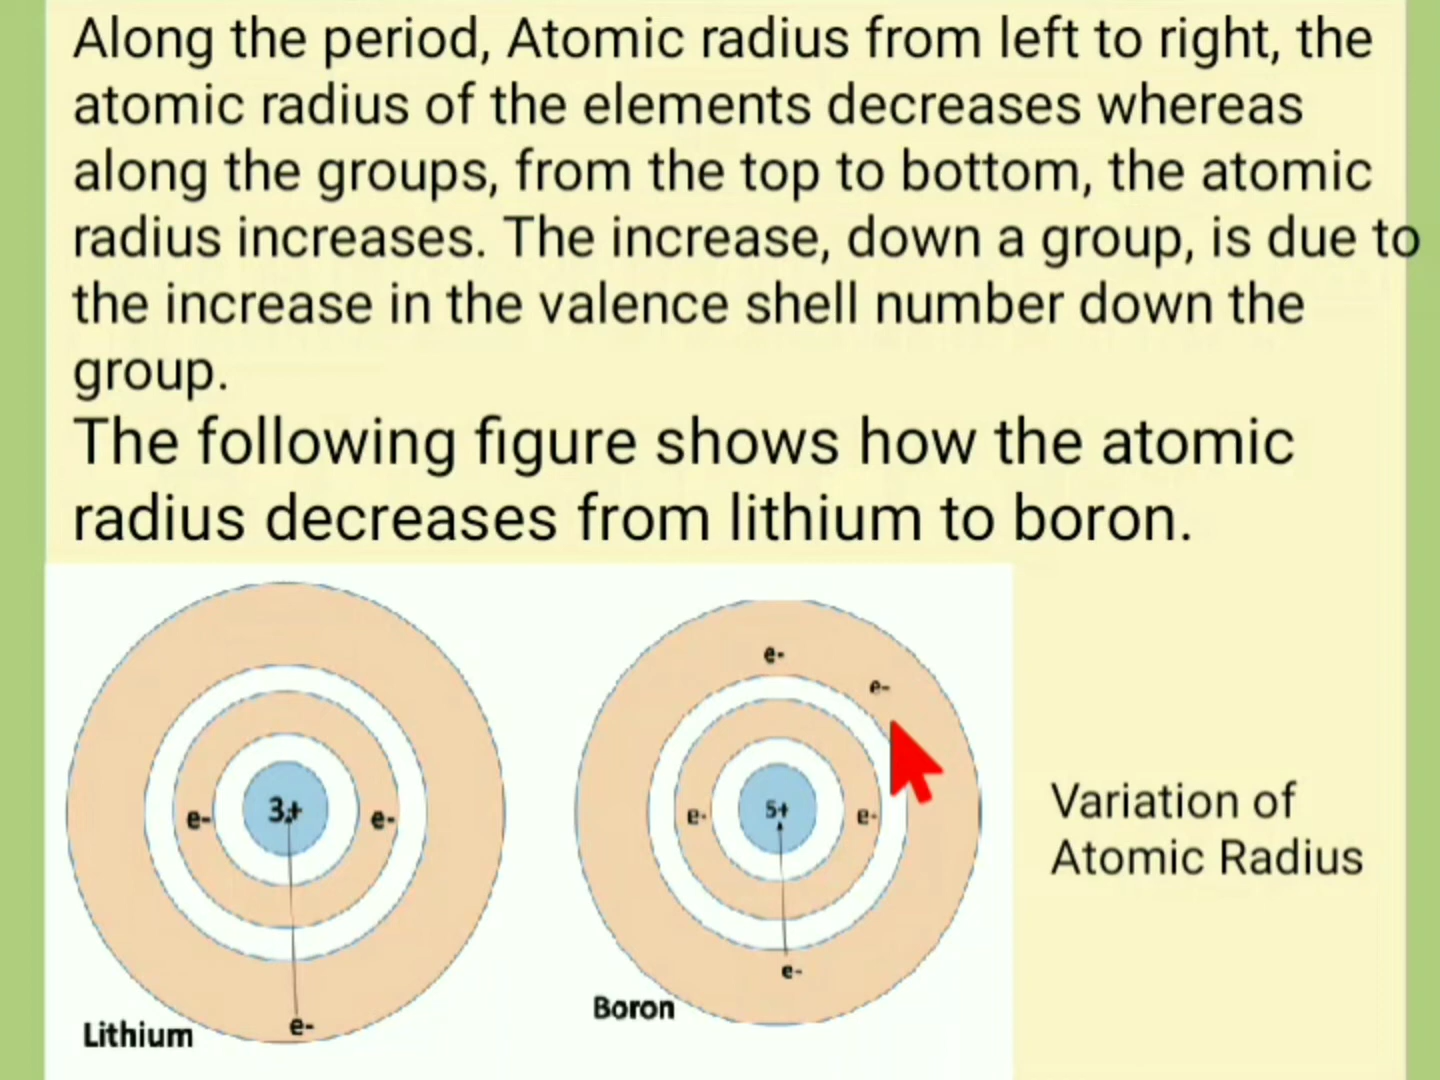 Along the period, Atomic radius from left to right, the
atomic radius of the elements decreases whereas
along the groups, from the top to bottom, the atomic
radius increases. The increase, down a group, is due to
the increase in the valence shell number down the
group.
The following figure shows how the atomic
radius decreases from lithium to boron.
e-
e-
e- 3+ e-
e- 5+ e-
Variation of
Atomic Radius
e-
Boron
e-
Lithium